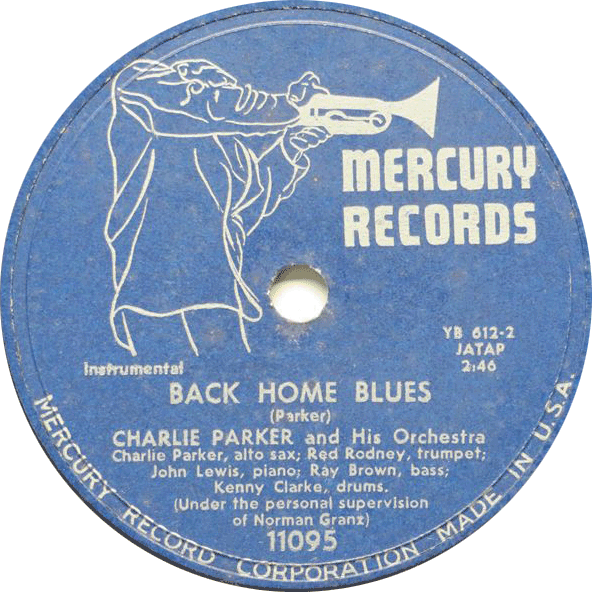 MERCURY
RECORDS
YB 612-2
JATAP
2:46
Instrumental
BACK HOME BLUES
(Parker)
CHARLIE PARKER and His Orchestra
Charlie Parker, alto sax; Red Rodney, trumpet;
John Lewis, piano; Ray Brown, bass;
Kenny Clarke, drums.
(Under the personal supervision
of Norman Granz)
11095
MERCURY RECORD CORPORATION MADE IN U.S.A.